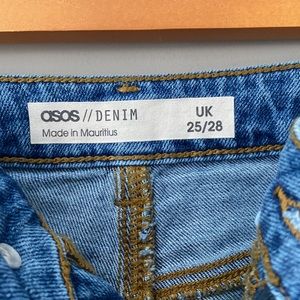 asos // DENIM
Made in Mauritius
UK
25/28